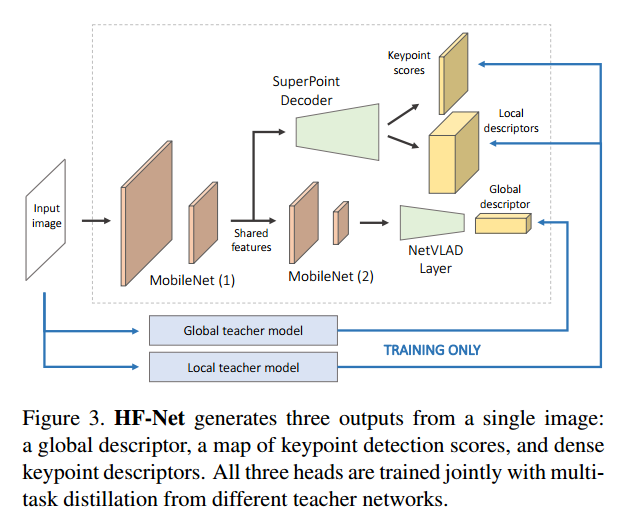 Keypoint
scores
SuperPoint
Decoder
Local
descriptors
Input
image
Global
descriptor
Shared
features
NetVLAD
Layer
MobileNet (1)
MobileNet (2)
Global teacher model
TRAINING ONLY
Local teacher model
Figure 3. HF-Net generates three outputs from a single image:
a global descriptor, a map of keypoint detection scores, and dense
keypoint descriptors. All three heads are trained jointly with multi-
task distillation from different teacher networks.